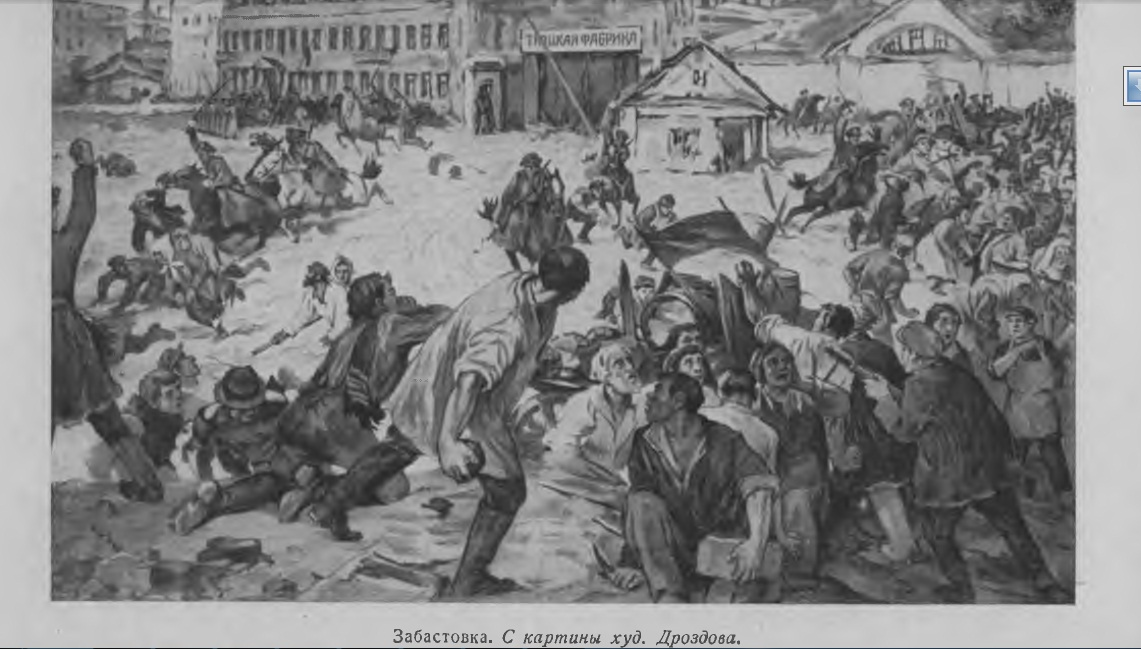 ТКАЦКАЯ ФАБРИКА
Забастовка. С картины худ. Дроздова.